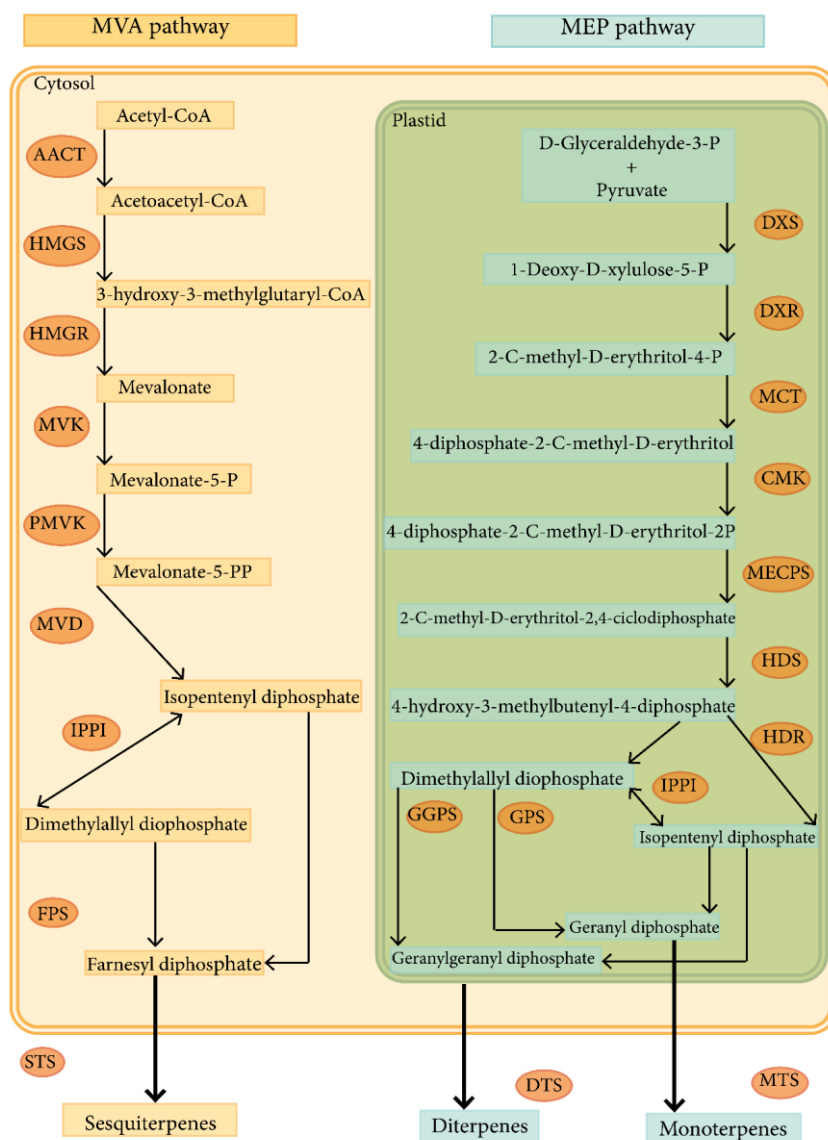 MVA pathway
MEP pathway
Cytosol
Acetyl-CoA
AACT
Acetoacetyl-CoA
HMGS
3-hydroxy-3-methylglutaryl-CoA
HMGR
Mevalonate
MVK
Mevalonate-5-P
PMVK
Mevalonate-5-PP
MVD
Isopentenyl diphosphate
IPPI
Dimethylallyl diophosphate
FPS
Farnesyl diphosphate
STS
Sesquiterpenes
Plastid
D-Glyceraldehyde-3-P
+
Pyruvate
DXS
1-Deoxy-D-xylulose-5-P
DXR
2-C-methyl-D-erythritol-4-P
MCT
4-diphosphate-2-C-methyl-D-erythritol
CMK
4-diphosphate-2-C-methyl-D-erythritol-2P
MECPS
2-C-methyl-D-erythritol-2,4-ciclodiphosphate
HDS
4-hydroxy-3-methylbutenyl-4-diphosphate
HDR
Dimethylallyl diophosphate
IPPI
GGPS
GPS
Isopentenyl diphosphate
Geranyl diphosphate
Geranylgeranyl diphosphate
DTS
MTS
Diterpenes
Monoterpenes